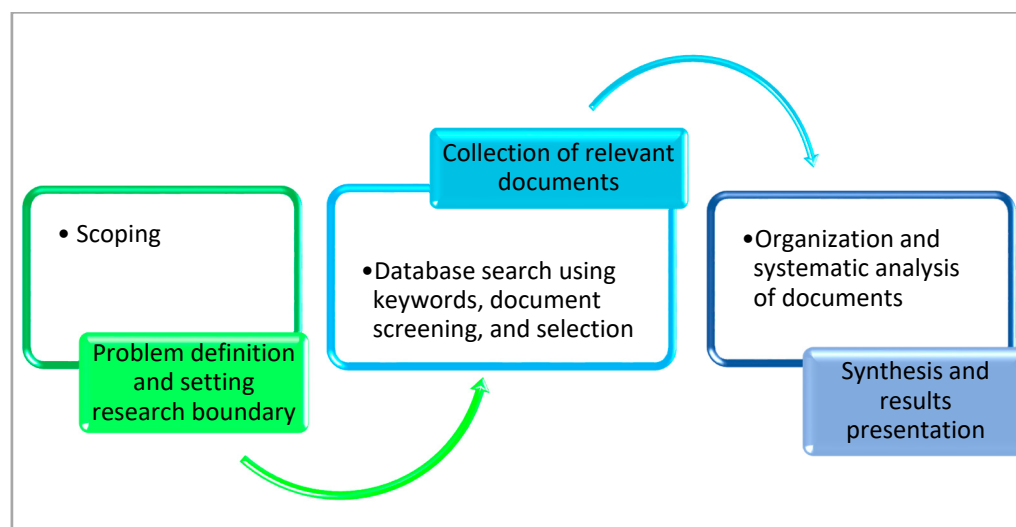 • Scoping
Problem definition
and setting
research boundary
Collection of relevant
documents
•Database search using
keywords, document
screening, and selection
•Organization and
systematic analysis
of documents
Synthesis and
results
presentation